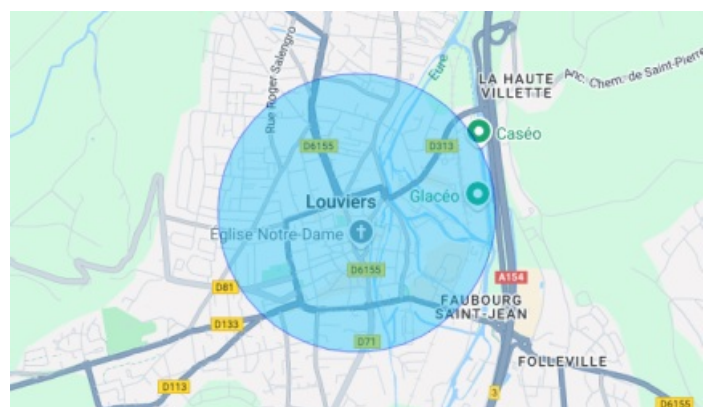 Rue Roger Salengro
Eure
Anc. Chem. de Saint-Pierre
LA HAUTE
VILLETTE
Caséo
D6155
D313
Louviers
Glacéo
Église Notre-Dame
D6155
A154
D81
FAUBOURG
SAINT-JEAN
D133
D71
FOLLEVILLE
D113
3
D6155